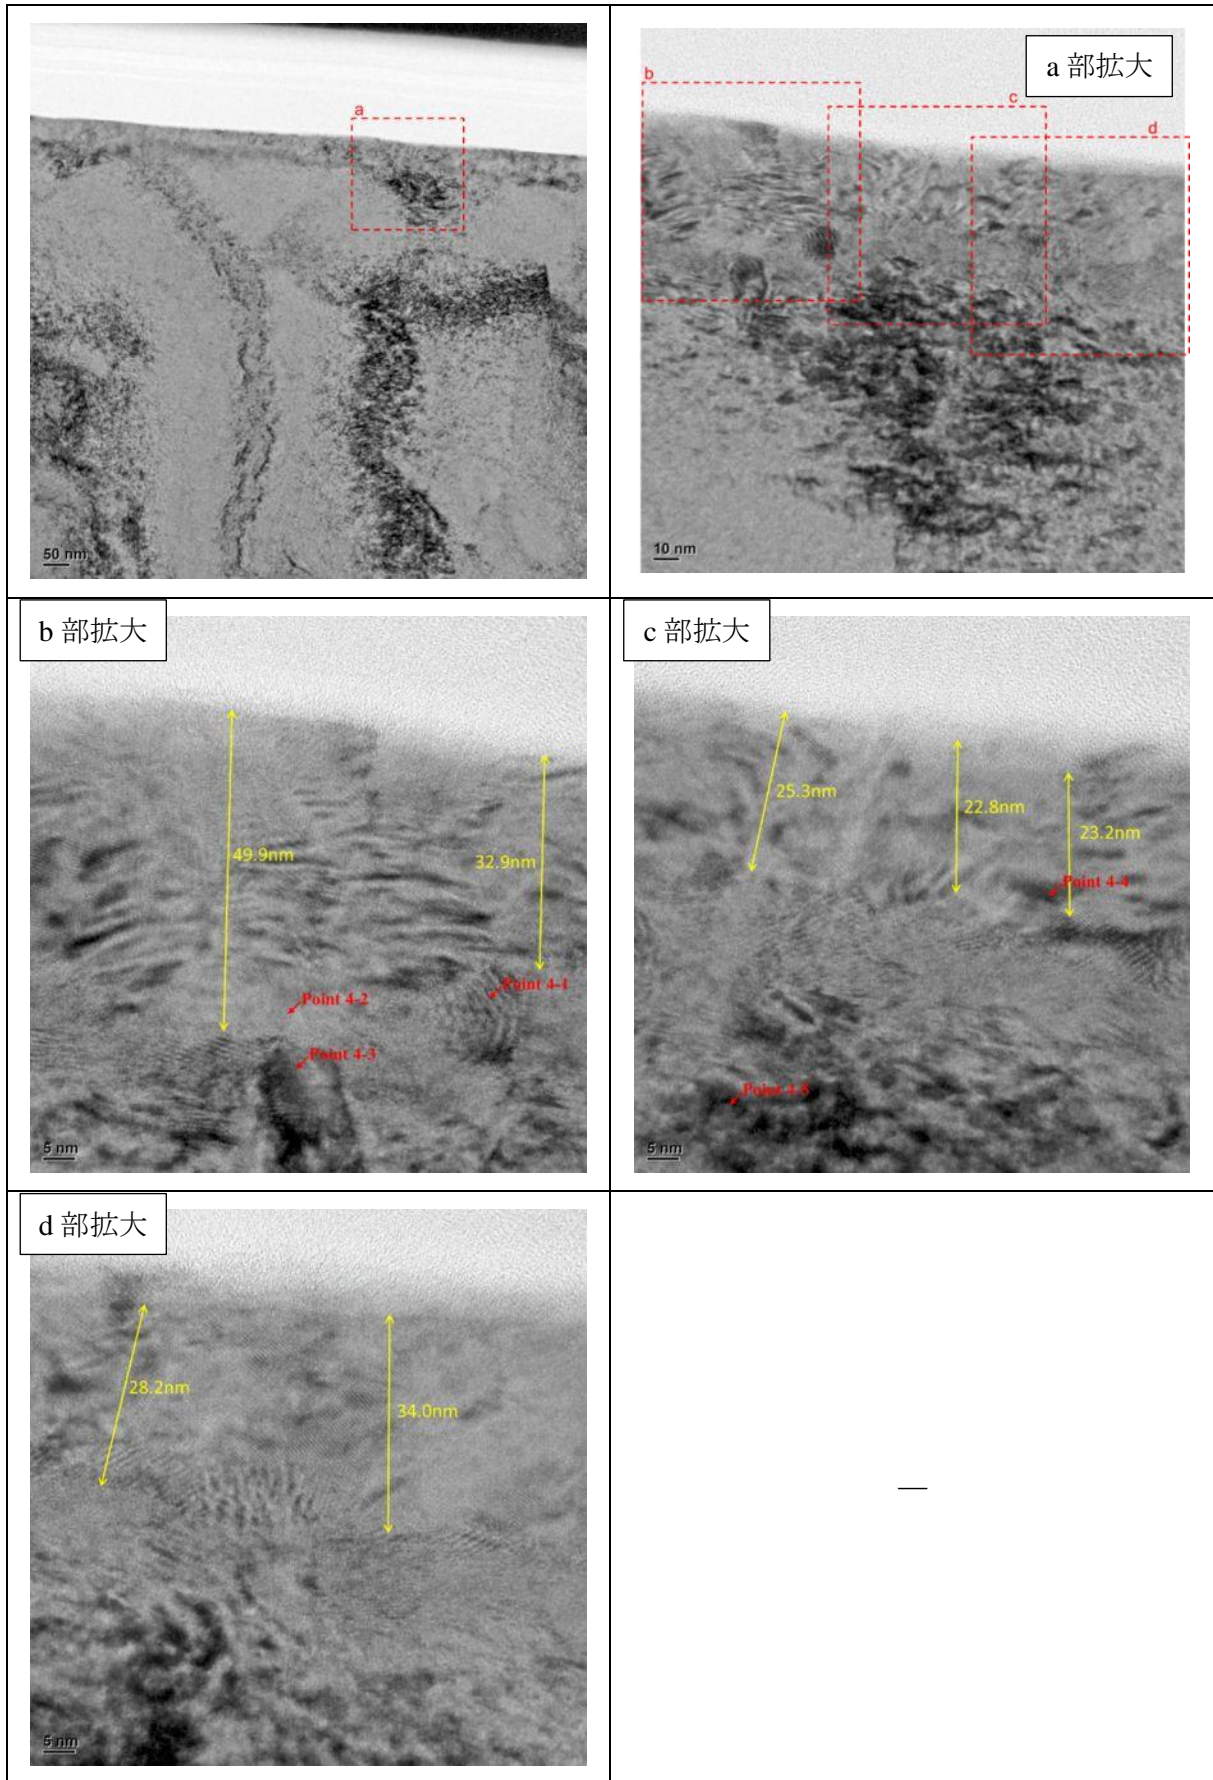 a
50 nm
a 部拡大
b
c
d
10 nm
b 部拡大
49.9nm
32.9nm
Point 4-1
Point 4-2
Point 4-3
5 nm
c 部拡大
25.3nm
22.8nm
23.2nm
Point 4-4
Point 4-5
5 nm
d 部拡大
28.2nm
34.0nm
5 nm
—